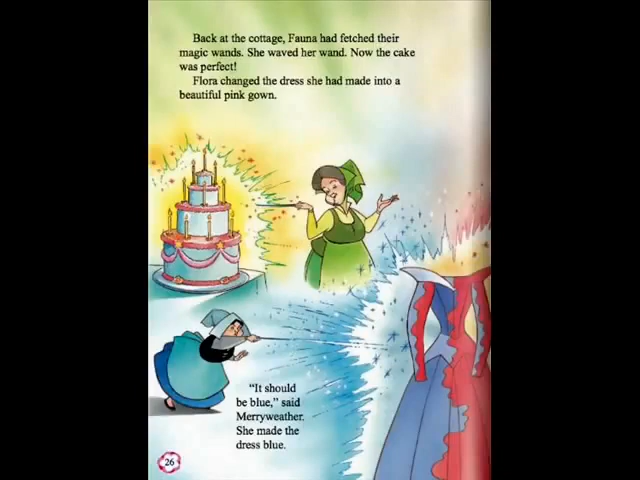 Back at the cottage, Fauna had fetched their
magic wands. She waved her wand. Now the cake
was perfect!
Flora changed the dress she had made into a
beautiful pink gown.
"It should
be blue," said
Merryweather.
She made the
dress blue.
26